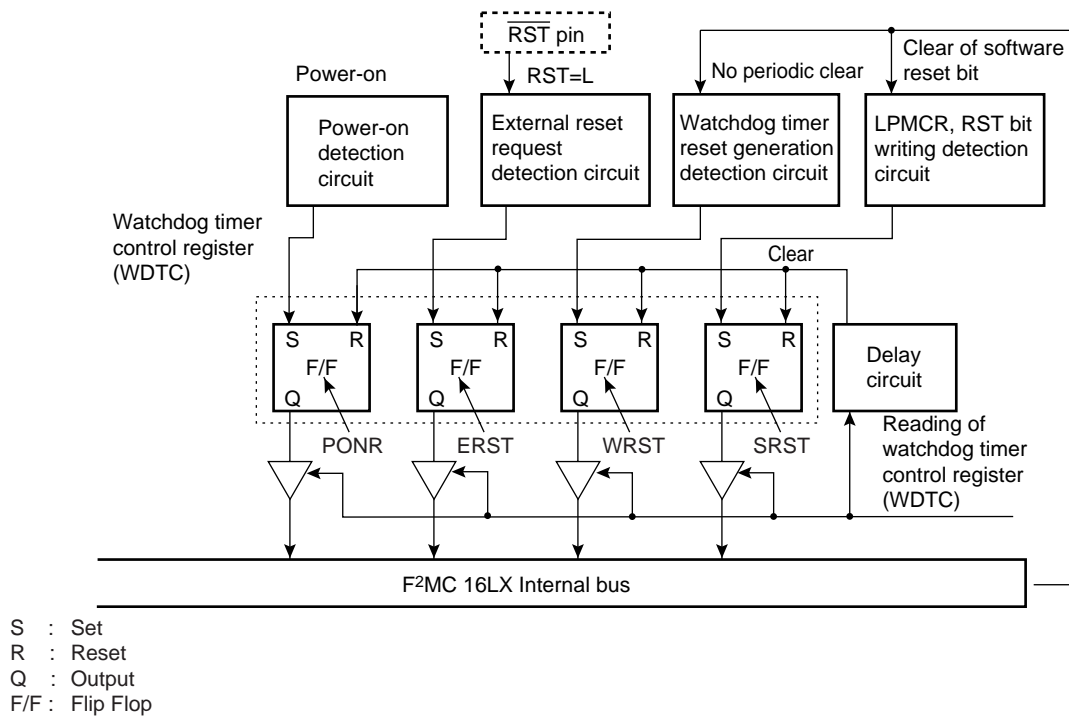 RST pin
Power-on
RST=L
No periodic clear
Clear of software
reset bit
Power-on
detection
circuit
External reset
request
detection circuit
Watchdog timer
reset generation
detection circuit
LPMCR, RST bit
writing detection
circuit
Watchdog timer
control register
(WDTC)
Clear
S R
F/F
Q
S R
F/F
Q
S R
F/F
Q
S R
F/F
Q
Delay
circuit
PONR
ERST
WRST
SRST
Reading of
watchdog timer
control register
(WDTC)
F²MC 16LX Internal bus
S : Set
R : Reset
Q : Output
F/F : Flip Flop